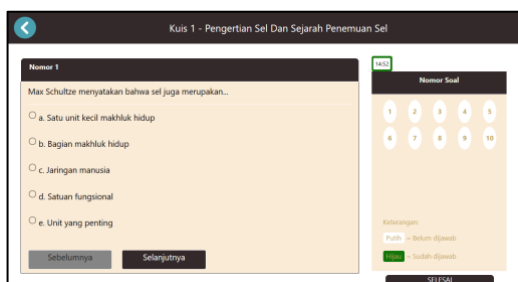 Kuis 1 - Pengertian Sel Dan Sejarah Penemuan Sel
Nomor 1
Max Schultze menyatakan bahwa sel juga merupakan...
a. Satu unit kecil makhluk hidup
b. Bagian makhluk hidup
c. Jaringan manusia
d. Satuan fungsional
e. Unit yang penting
Sebelumnya
Selanjutnya
14:52
Nomor Soal
1 2 3 4 5
6 7 8 9 10
Keterangan:
Putih = Belum dijawab
Hijau = Sudah dijawab
SELESAI